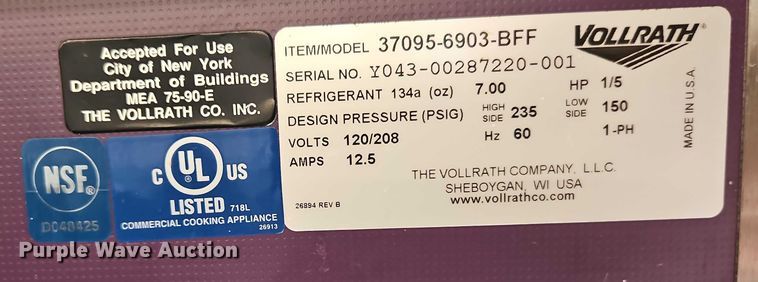 Accepted For Use
City of New York
Department of Buildings
MEA 75-90-E
THE VOLLRATH CO. INC.
NSF®
DC48425
C UL® US
LISTED 718L
COMMERCIAL COOKING APPLIANCE
26913
ITEM/MODEL 37095-6903-BFF
VOLLRATH®
SERIAL NO. Y043-00287220-001
REFRIGERANT 134a (oz) 7.00 HP 1/5
DESIGN PRESSURE (PSIG) HIGH SIDE 235 LOW SIDE 150
VOLTS 120/208 Hz 60 1-PH
AMPS 12.5
MADE IN U.S.A.
THE VOLLRATH COMPANY, L.L.C.
SHEBOYGAN, WI USA
www.vollrathco.com
26894 REV B
Purple Wave Auction